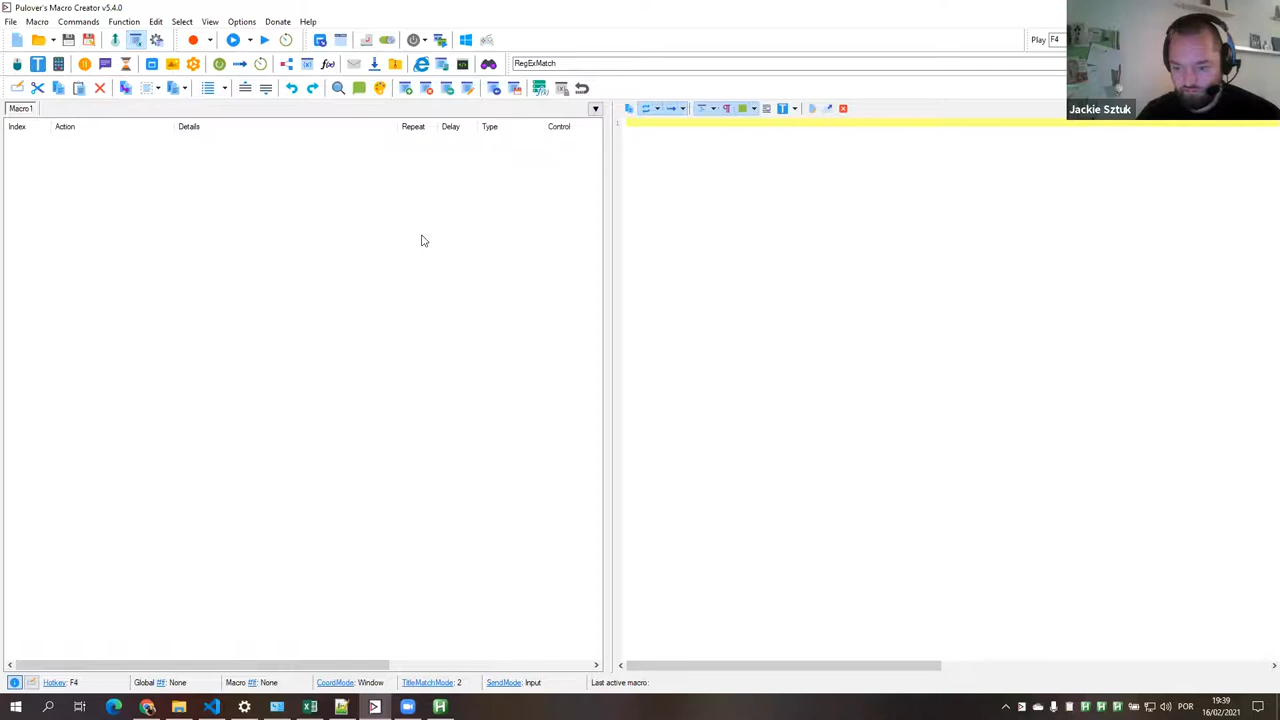 Pulover's Macro Creator v5.4.0
File Macro Commands Function Edit Select View Options Donate Help
Play F4
RegExMatch
Jackie Sztuk
Macro1
Index Action Details Repeat Delay Type Control
1
Hotkey: F4 Global #If: None Macro #If: None CoordMode: Window TitleMatchMode: 2 SendMode: Input Last active macro:
POR
19:39
16/02/2021